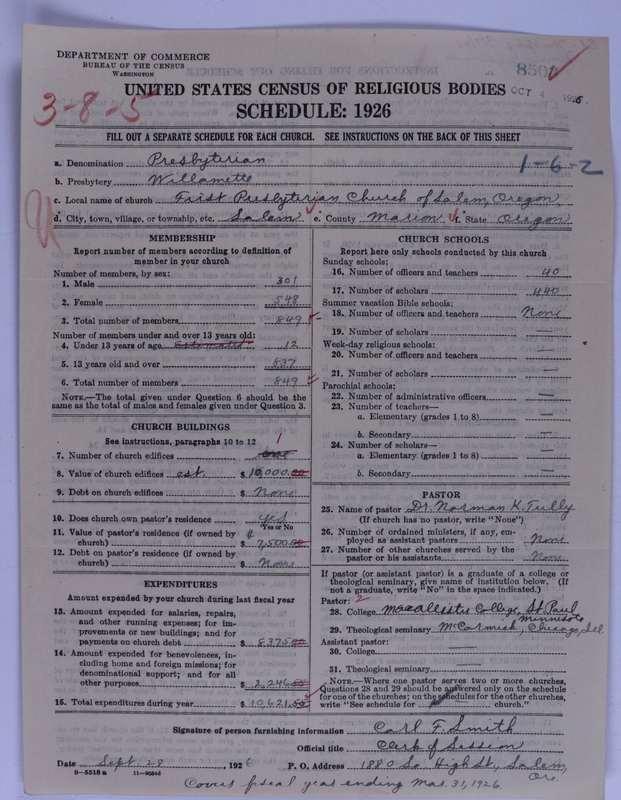 DEPARTMENT OF COMMERCE
BUREAU OF THE CENSUS
WASHINGTON
850
OCT 4 1926
UNITED STATES CENSUS OF RELIGIOUS BODIES
3-8-5
SCHEDULE: 1926
FILL OUT A SEPARATE SCHEDULE FOR EACH CHURCH. SEE INSTRUCTIONS ON THE BACK OF THIS SHEET
a. Denomination Presbyterian
1-6-2
b. Presbytery Willamette
c. Local name of church First Presbyterian Church of Salem, Oregon
d. City, town, village, or township, etc. Salem e. County Marion f. State Oregon
MEMBERSHIP
Report number of members according to definition of
member in your church
Number of members, by sex:
1. Male 301
2. Female 548
3. Total number of members 849
Number of members under and over 13 years old:
4. Under 13 years of age Estimated 12
5. 13 years old and over 837
6. Total number of members 849
NOTE.—The total given under Question 6 should be
same as the total of males and females given under Question 3.
CHURCH BUILDINGS
See instructions, paragraphs 10 to 12
1
7. Number of church edifices one
8. Value of church edifices est. $ 10,000.00
9. Debt on church edifices $ None
10. Does church own pastor's residence yes
Yes or No
11. Value of pastor's residence (if owned by
church) $ 7,500.00
12. Debt on pastor's residence (if owned by
church) $ None
EXPENDITURES
Amount expended by your church during last fiscal year
13. Amount expended for salaries, repairs,
and other running expenses; for im-
provements or new buildings; and for
payments on church debt $ 8,375.00
14. Amount expended for benevolences, in-
cluding home and foreign missions; for
denominational support; and for all
other purposes $ 2,246.00
15. Total expenditures during year $ 10,621.00
CHURCH SCHOOLS
Report here only schools conducted by this church
Sunday schools:
16. Number of officers and teachers 40
17. Number of scholars 440
Summer vacation Bible schools:
18. Number of officers and teachers None
19. Number of scholars —
Week-day religious schools:
20. Number of officers and teachers —
21. Number of scholars —
Parochial schools:
22. Number of administrative officers —
23. Number of teachers—
a. Elementary (grades 1 to 8) —
b. Secondary —
24. Number of scholars—
a. Elementary (grades 1 to 8) —
b. Secondary —
PASTOR
25. Name of pastor Dr. Norman K. Tully
(If church has no pastor, write "None")
26. Number of ordained ministers, if any, em-
ployed as assistant pastors None
27. Number of other churches served by the
pastor or his assistants None
If pastor (or assistant pastor) is a graduate of a college or
theological seminary, give name of institution below. (If
not a graduate, write "No" in the space indicated.)
Pastor: 2
28. College Macallester College, St. Paul
Minnesota
29. Theological seminary McCormick, Chicago, Ill.
Assistant pastor:
30. College —
31. Theological seminary —
NOTE.—Where one pastor serves two or more churches,
Questions 28 and 29 should be answered only on the schedule
for one of the churches; on the schedules for the other churches,
write "See schedule for church."
Signature of person furnishing information Carl F. Smith
Official title Clerk of Session
Date Sept. 28, 1926 P. O. Address 1880 So High St., Salem,
Ore.
8—5518 a
Covers fiscal year ending Mar. 31, 1926.